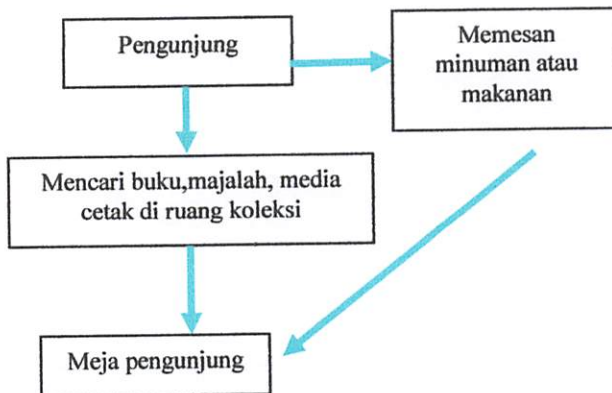 Pengunjung
Memesan
minuman atau
makanan
Mencari buku,majalah, media
cetak di ruang koleksi
Meja pengunjung